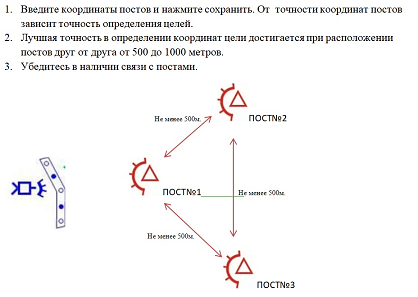 1. Введите координаты постов и нажмите сохранить. От точности координат постов
зависит точность определения целей.
2. Лучшая точность в определении координат цели достигается при расположении
постов друг от друга от 500 до 1000 метров.
3. Убедитесь в наличии связи с постами.
Не менее 500м.
ПОСТ№2
ПОСТ№1
Не менее 500м.
Не менее 500м.
ПОСТ№3